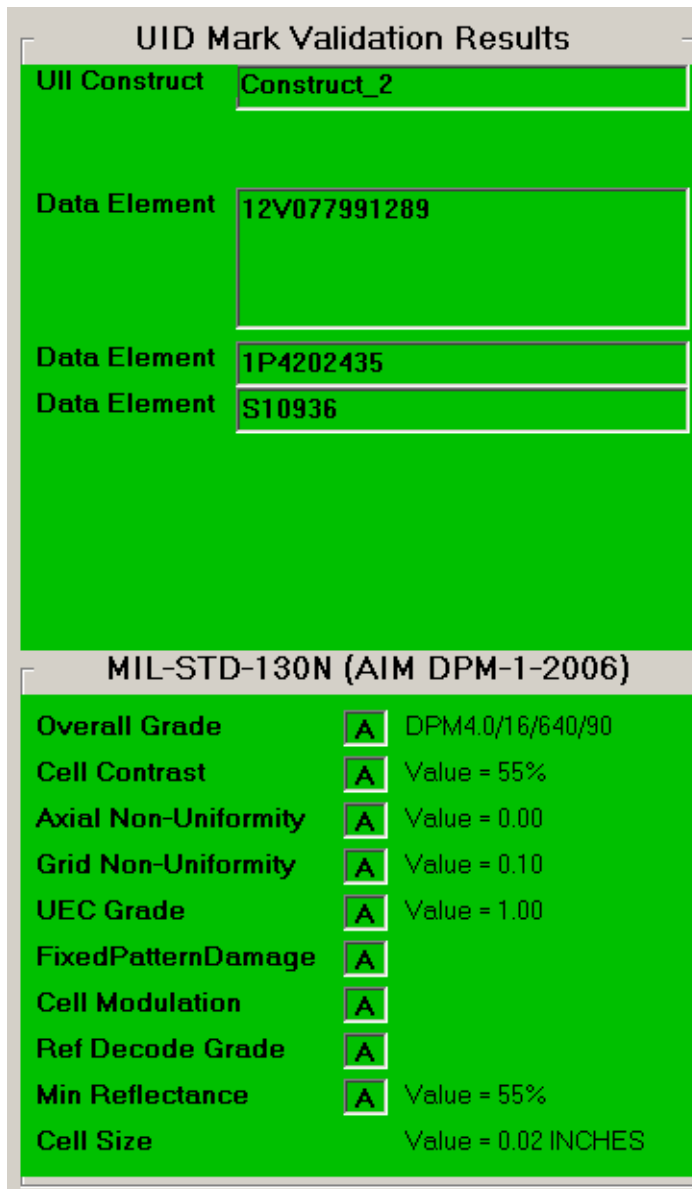 UID Mark Validation Results
UII Construct Construct_2
Data Element 12V077991289
Data Element 1P4202435
Data Element S10936
MIL-STD-130N (AIM DPM-1-2006)
Overall Grade A DPM4.0/16/640/90
Cell Contrast A Value = 55%
Axial Non-Uniformity A Value = 0.00
Grid Non-Uniformity A Value = 0.10
UEC Grade A Value = 1.00
FixedPatternDamage A
Cell Modulation A
Ref Decode Grade A
Min Reflectance A Value = 55%
Cell Size Value = 0.02 INCHES